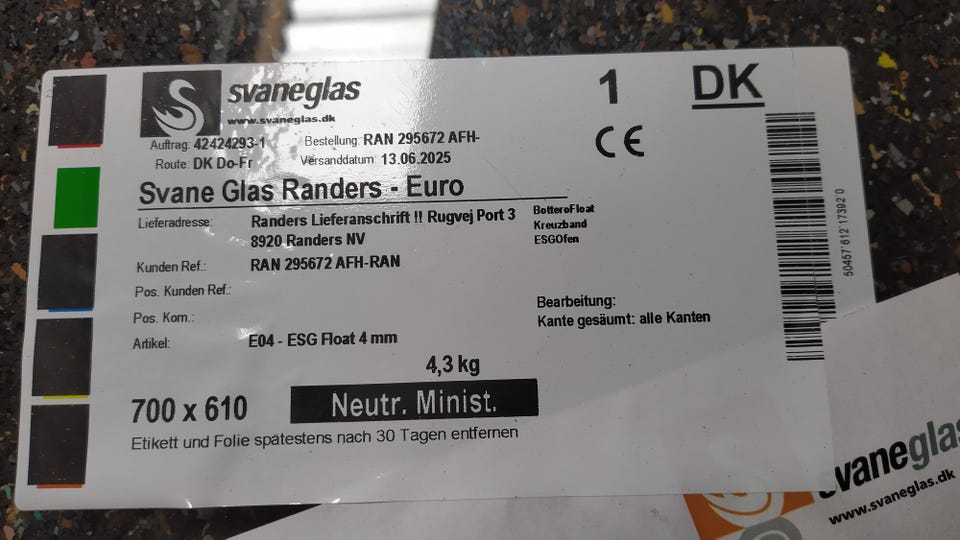 svaneglas
www.svaneglas.dk
1
DK
CE
Auftrag: 42424293-1
Bestellung: RAN 295672 AFH-
Route: DK Do-Fr
Versanddatum: 13.06.2025
Svane Glas Randers - Euro
Lieferadresse:
Randers Lieferanschrift !! Rugvej Port 3
8920 Randers NV
BotteroFloat
Kreuzband
ESGOfen
Kunden Ref.:
RAN 295672 AFH-RAN
Pos. Kunden Ref.:
Pos. Kom.:
Bearbeitung:
Kante gesäumt: alle Kanten
Artikel:
E04 - ESG Float 4 mm
4,3 kg
700 x 610
Neutr. Minist.
Etikett und Folie spätestens nach 30 Tagen entfernen
50457'612'17392'0
svaneglas
www.svaneglas.dk